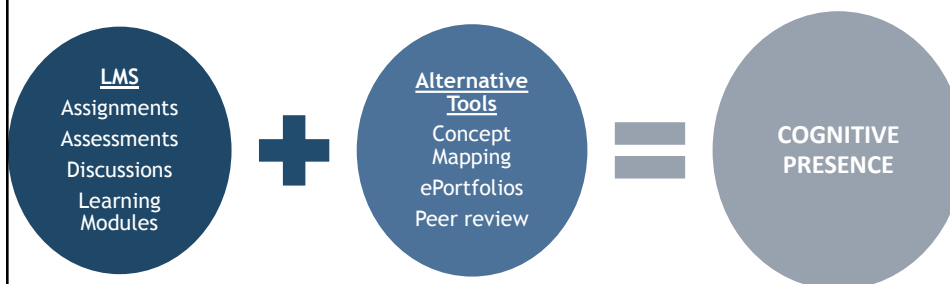 LMS
Assignments
Assessments
Discussions
Learning
Modules
Alternative
Tools
Concept
Mapping
ePortfolios
Peer review
COGNITIVE
PRESENCE